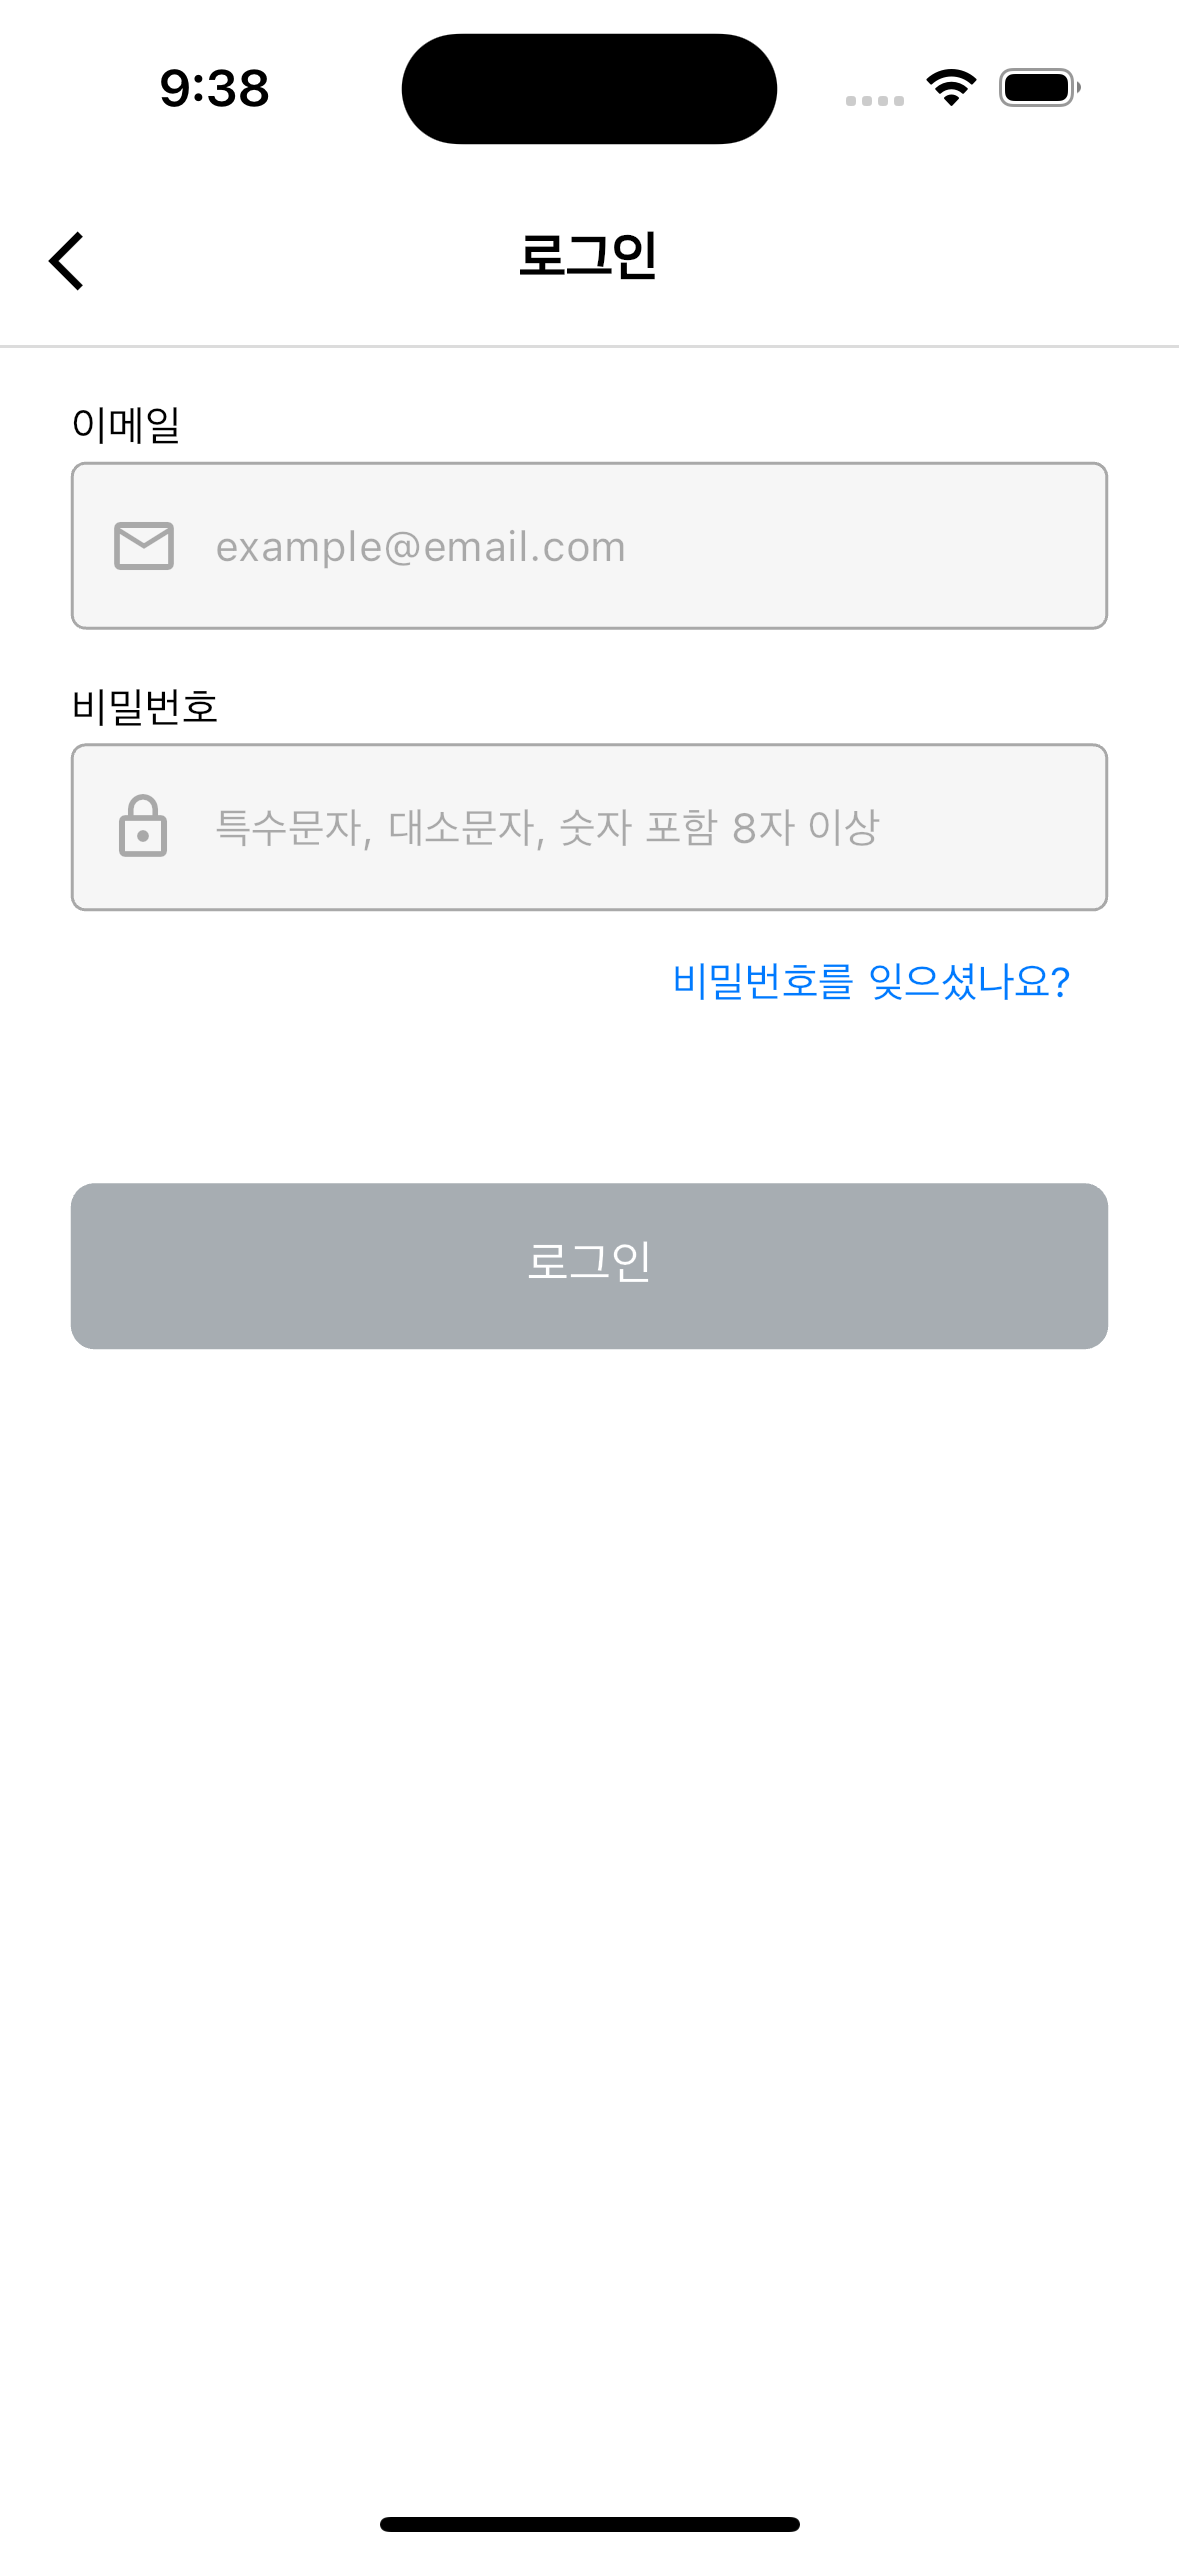 9:38
로그인
이메일
example@email.com
비밀번호
특수문자, 대소문자, 숫자 포함 8자 이상
비밀번호를 잊으셨나요?
로그인